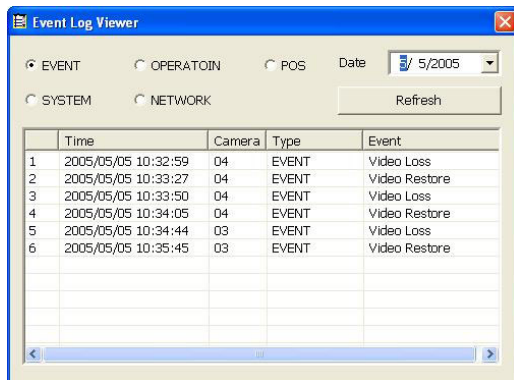 Event Log Viewer
EVENT OPERATOIN POS Date 5/ 5/2005
SYSTEM NETWORK Refresh
Time Camera Type Event
1 2005/05/05 10:32:59 04 EVENT Video Loss
2 2005/05/05 10:33:27 04 EVENT Video Restore
3 2005/05/05 10:33:50 04 EVENT Video Loss
4 2005/05/05 10:34:05 04 EVENT Video Restore
5 2005/05/05 10:34:44 03 EVENT Video Loss
6 2005/05/05 10:35:45 03 EVENT Video Restore